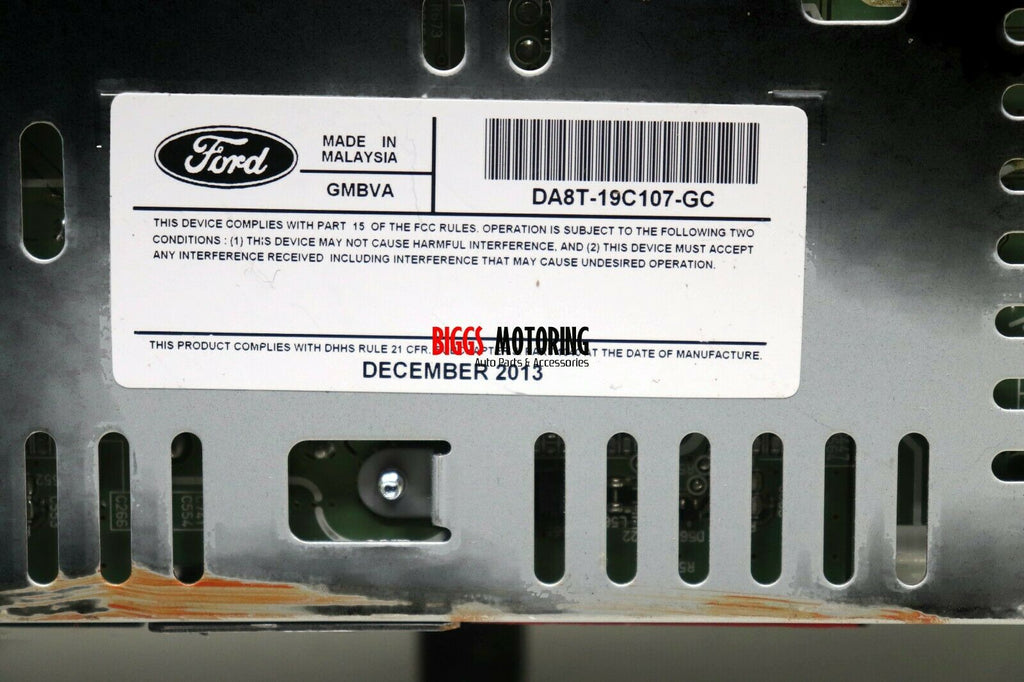 Ford
MADE IN
MALAYSIA
GMBVA
DA8T-19C107-GC
THIS DEVICE COMPLIES WITH PART 15 OF THE FCC RULES. OPERATION IS SUBJECT TO THE FOLLOWING TWO
CONDITIONS : (1) THIS DEVICE MAY NOT CAUSE HARMFUL INTERFERENCE, AND (2) THIS DEVICE MUST ACCEPT
ANY INTERFERENCE RECEIVED INCLUDING INTERFERENCE THAT MAY CAUSE UNDESIRED OPERATION.
BIGGS MOTORING
Auto Parts & Accessories
THIS PRODUCT COMPLIES WITH DHHS RULE 21 CFR. AT THE DATE OF MANUFACTURE.
DECEMBER 2013
C266
C554